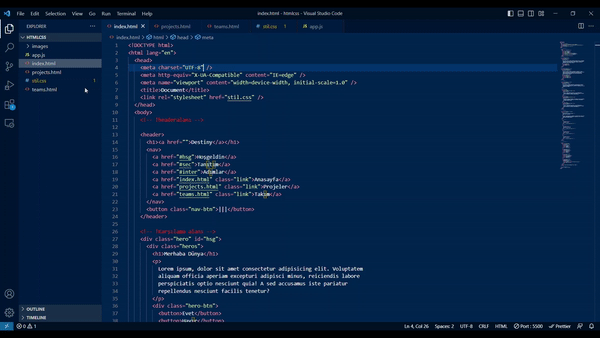 File Edit Selection View Go Run Terminal Help
index.html - htmlcss - Visual Studio Code
EXPLORER
HTMLCSS
images
app.js
index.html
projects.html
stil.css 1
teams.html
OUTLINE
TIMELINE
index.html projects.html teams.html stil.css 1 app.js
index.html > html > head > meta
1 <!DOCTYPE html>
2 <html lang="en">
3 <head>
4 <meta charset="UTF-8" />
5 <meta http-equiv="X-UA-Compatible" content="IE=edge" />
6 <meta name="viewport" content="width=device-width, initial-scale=1.0" />
7 <title>Document</title>
8 <link rel="stylesheet" href="stil.css" />
9 </head>
10 <body>
11
12
13 <header>
14 <h1><a href="">Destiny</a></h1>
15 <nav>
16 <a href="#hsg">Hoşgeldin</a>
17 <a href="#sec">Tanıtım</a>
18 <a href="#inter">Adımlar</a>
19 <a href="index.html" class="link">Anasayfa</a>
20 <a href="projects.html" class="link">Projeler</a>
21 <a href="teams.html" class="link">Takım</a>
22 </nav>
23 <button class="nav-btn">|||</button>
24 </header>
25
26 <!-- Karşılama alanı -->
27 <div class="hero" id="hsg">
28 <div class="heros">
29 <h1>Merhaba Dünya</h1>
30 <p>
31 Lorem ipsum, dolor sit amet consectetur adipisicing elit. Voluptatem
32 aliquam officia aperiam excepturi adipisci minus, reiciendis labore
33 perspiciatis optio nesciunt quia! A sed accusamus iste pariatur
34 repellendus nesciunt facilis tenetur?
35 </p>
36 <div class="hero-btn">
37 <button>Evet</button>
38
0 1
Ln 4, Col 26 Spaces: 2 UTF-8 CRLF HTML Port : 5500 Prettier